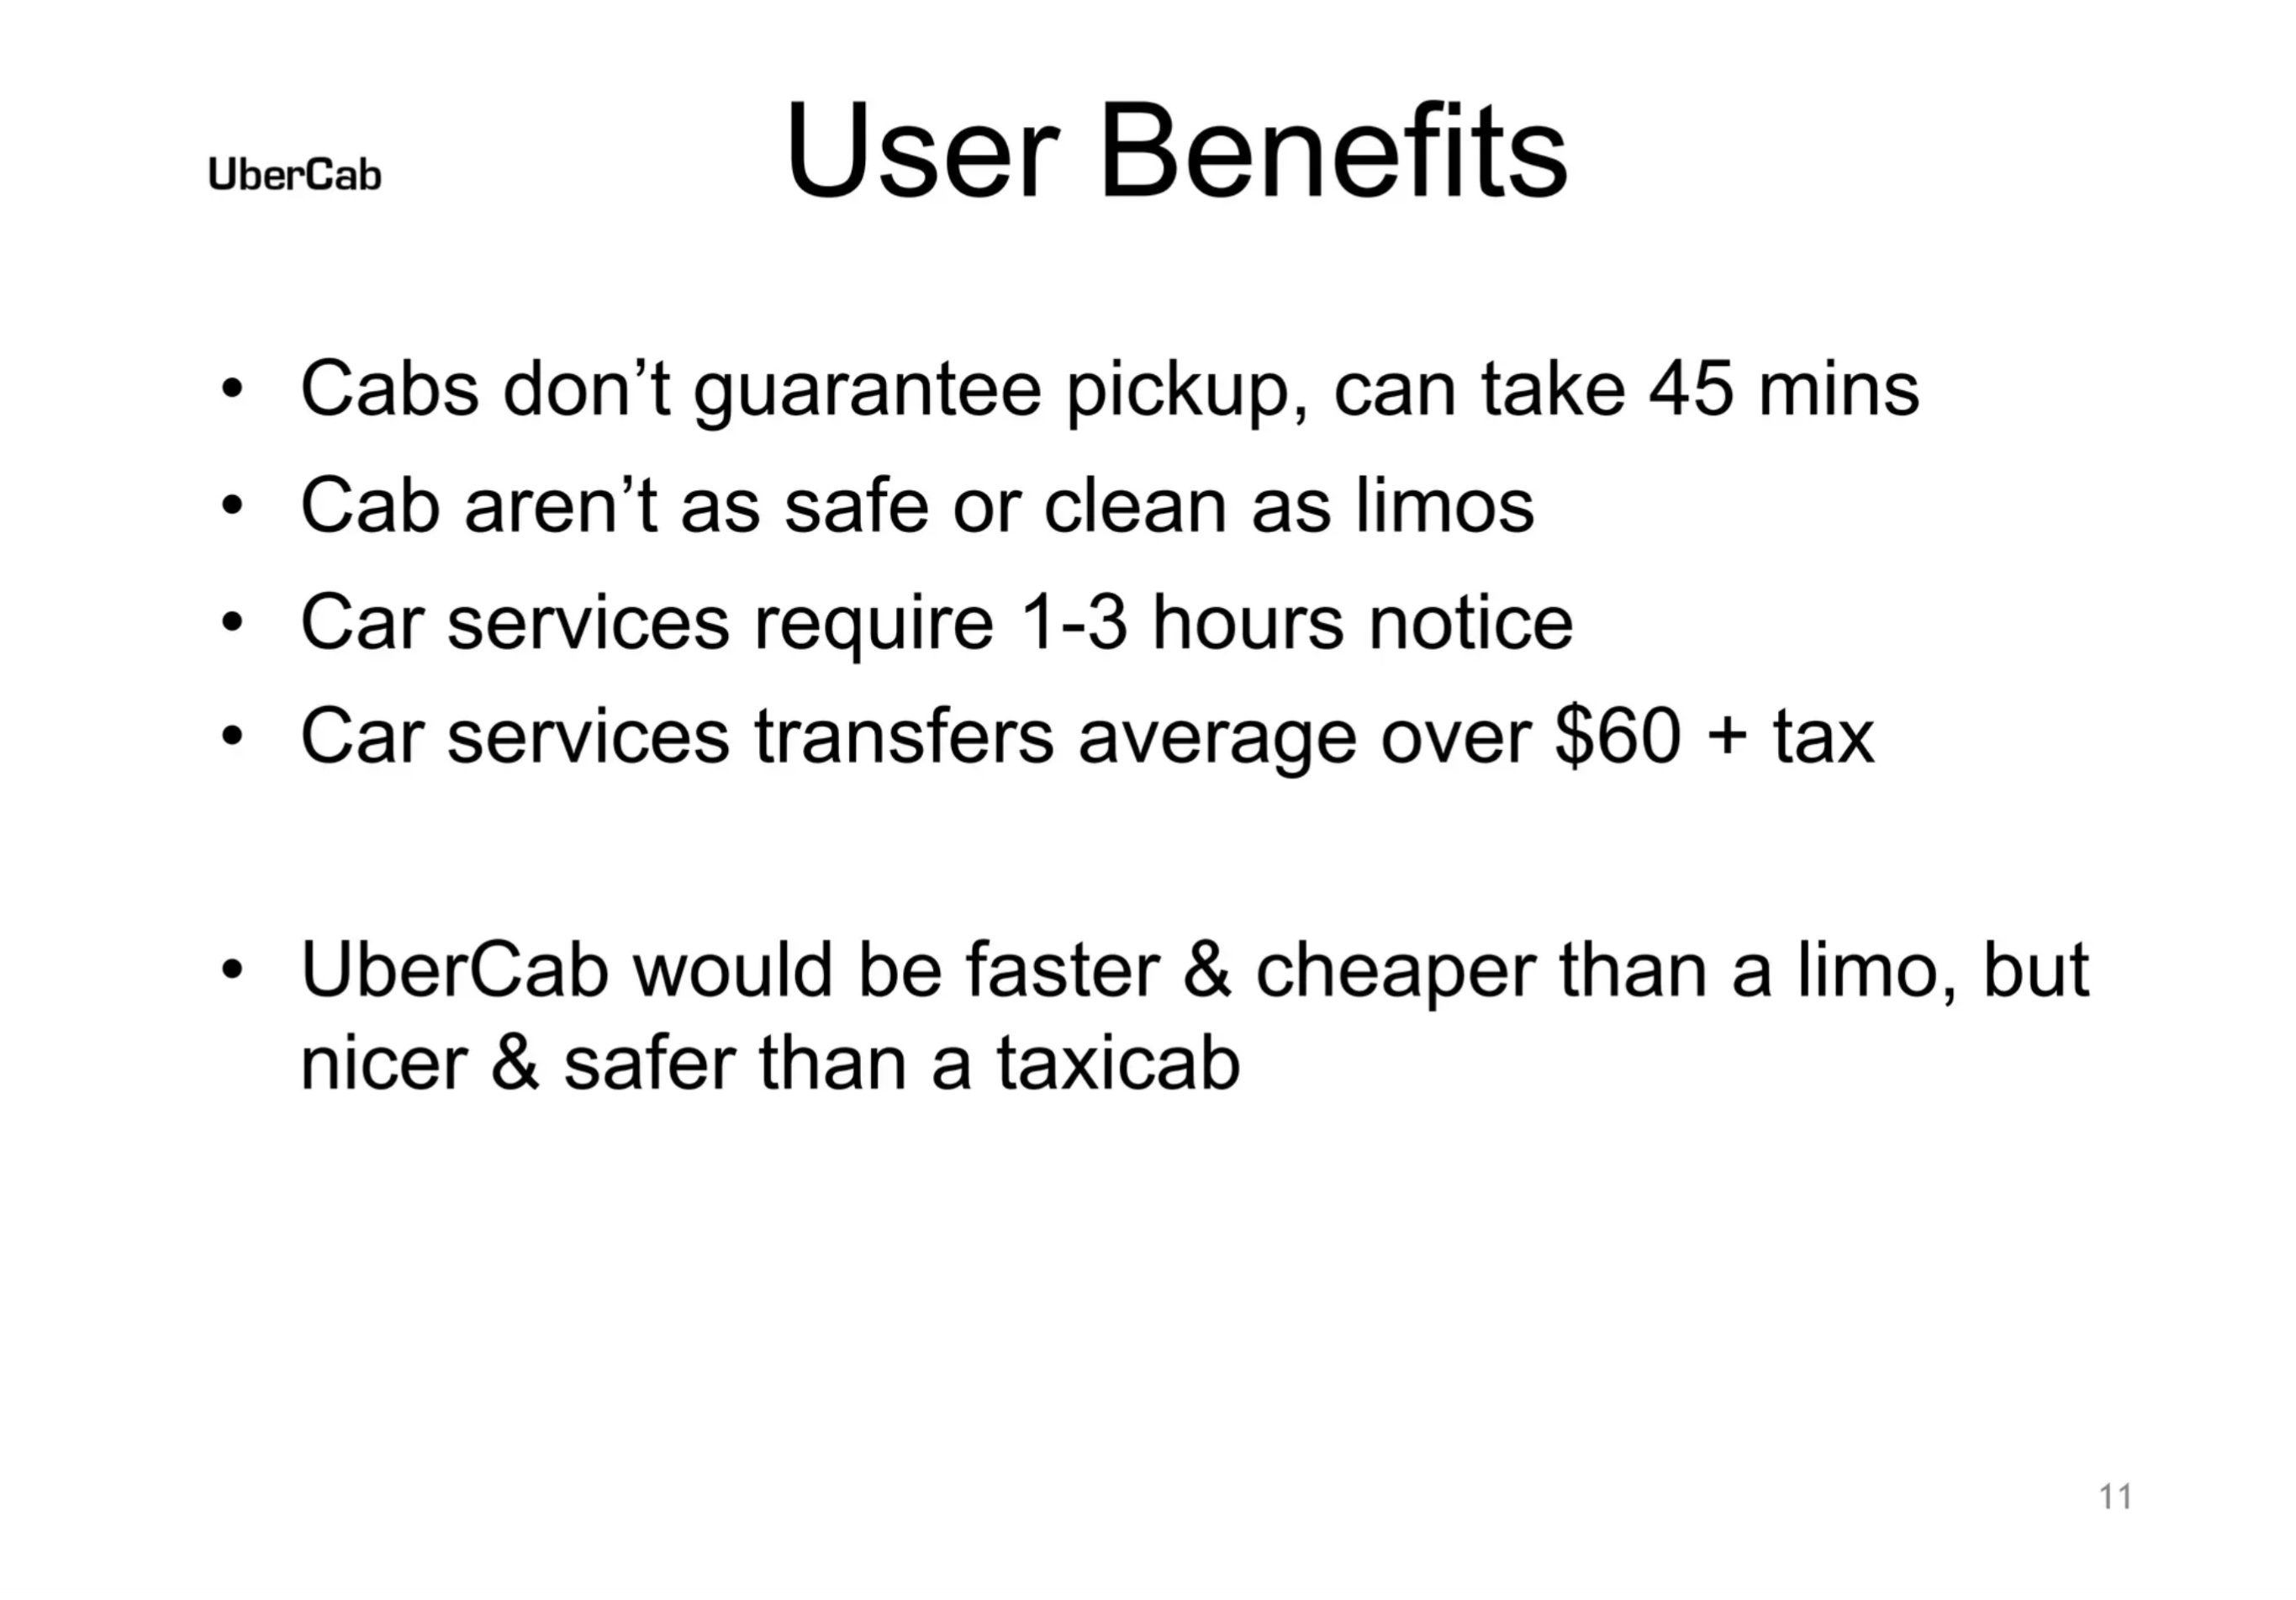 UberCab
User Benefits
• Cabs don’t guarantee pickup, can take 45 mins
• Cab aren’t as safe or clean as limos
• Car services require 1-3 hours notice
• Car services transfers average over $60 + tax
• UberCab would be faster & cheaper than a limo, but
nicer & safer than a taxicab
11